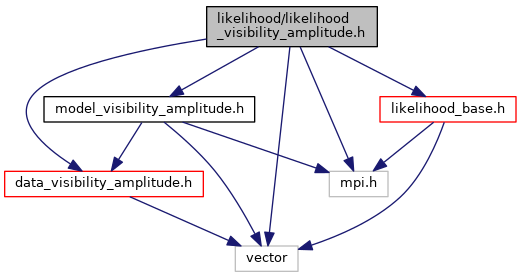 likelihood/likelihood
_visibility_amplitude.h
model_visibility_amplitude.h
likelihood_base.h
data_visibility_amplitude.h
mpi.h
vector